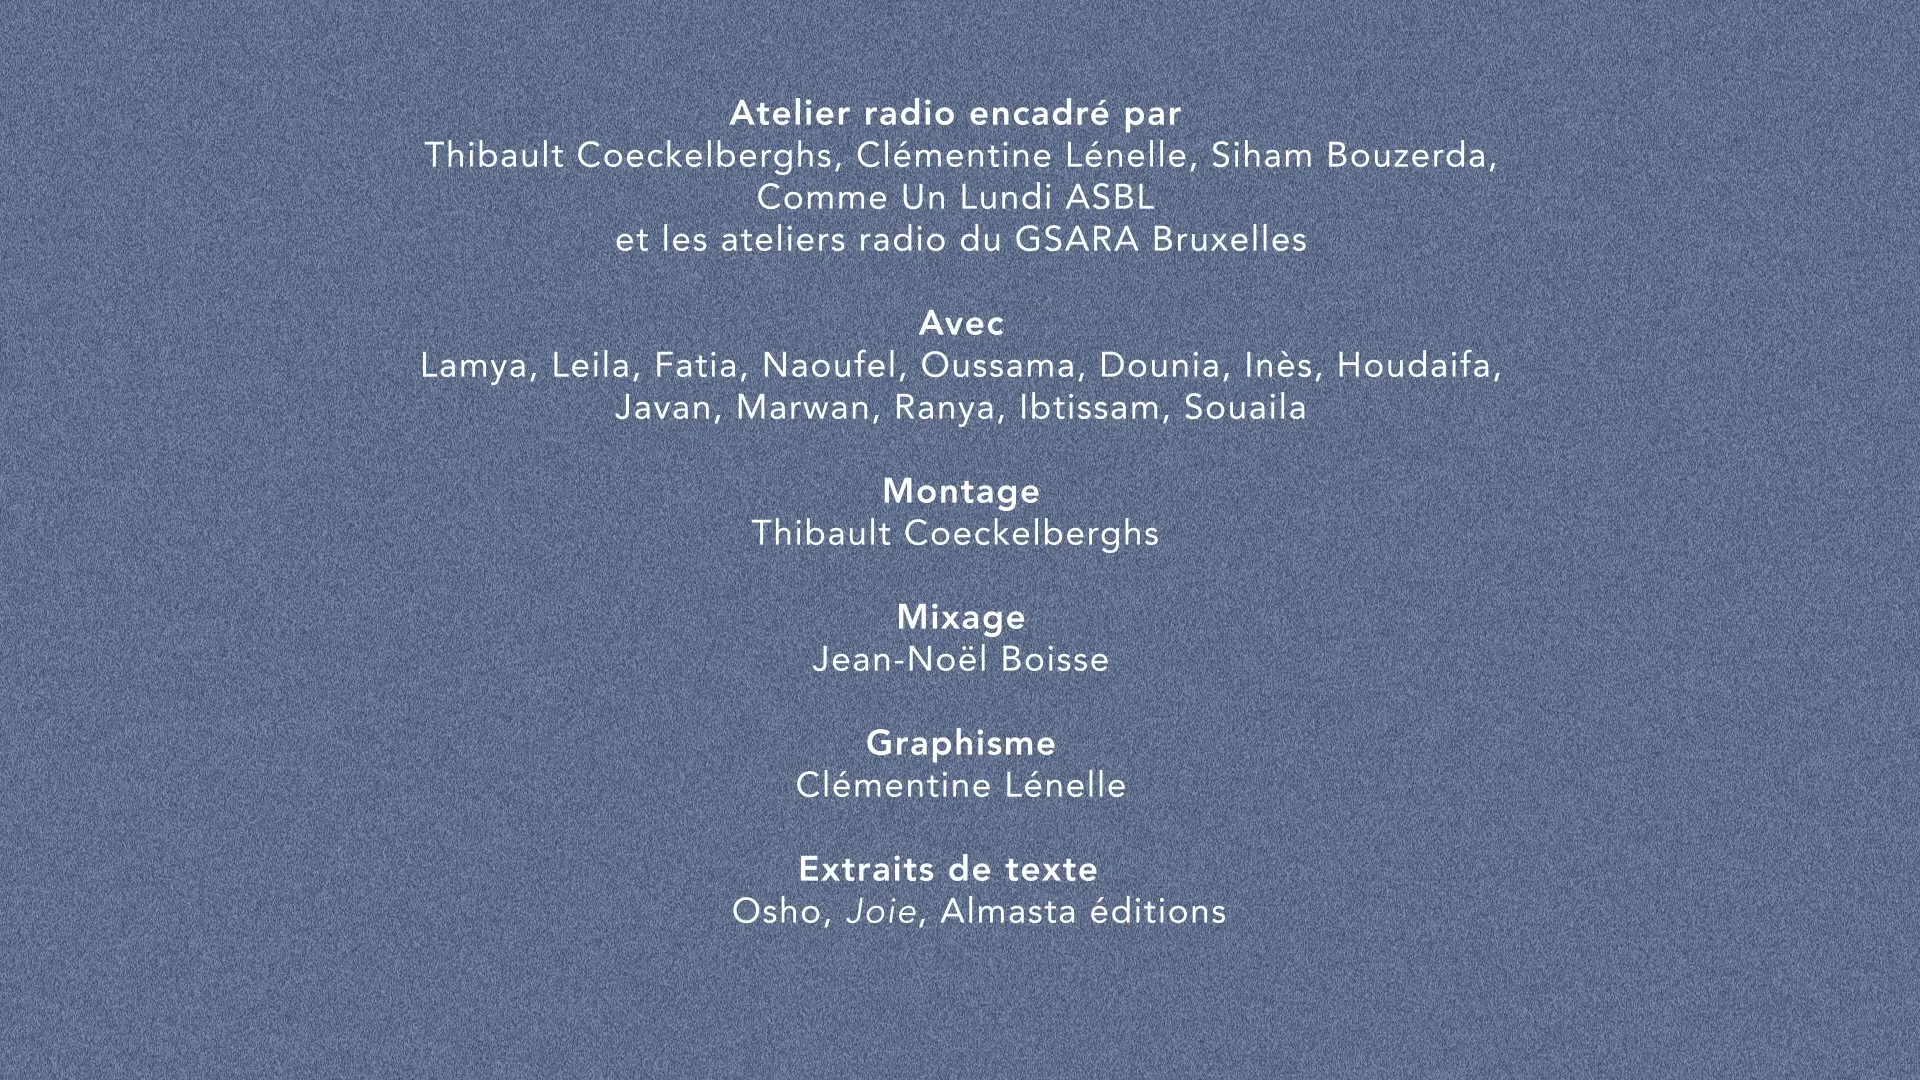 Atelier radio encadré par
Thibault Coeckelberghs, Clémentine Lénelle, Siham Bouzerda,
Comme Un Lundi ASBL
et les ateliers radio du GSARA Bruxelles
Avec
Lamya, Leila, Fatia, Naoufel, Oussama, Dounia, Inès, Houdaifa,
Javan, Marwan, Ranya, Ibtissam, Souaila
Montage
Thibault Coeckelberghs
Mixage
Jean-Noël Boisse
Graphisme
Clémentine Lénelle
Extraits de texte
Osho, Joie, Almasta éditions